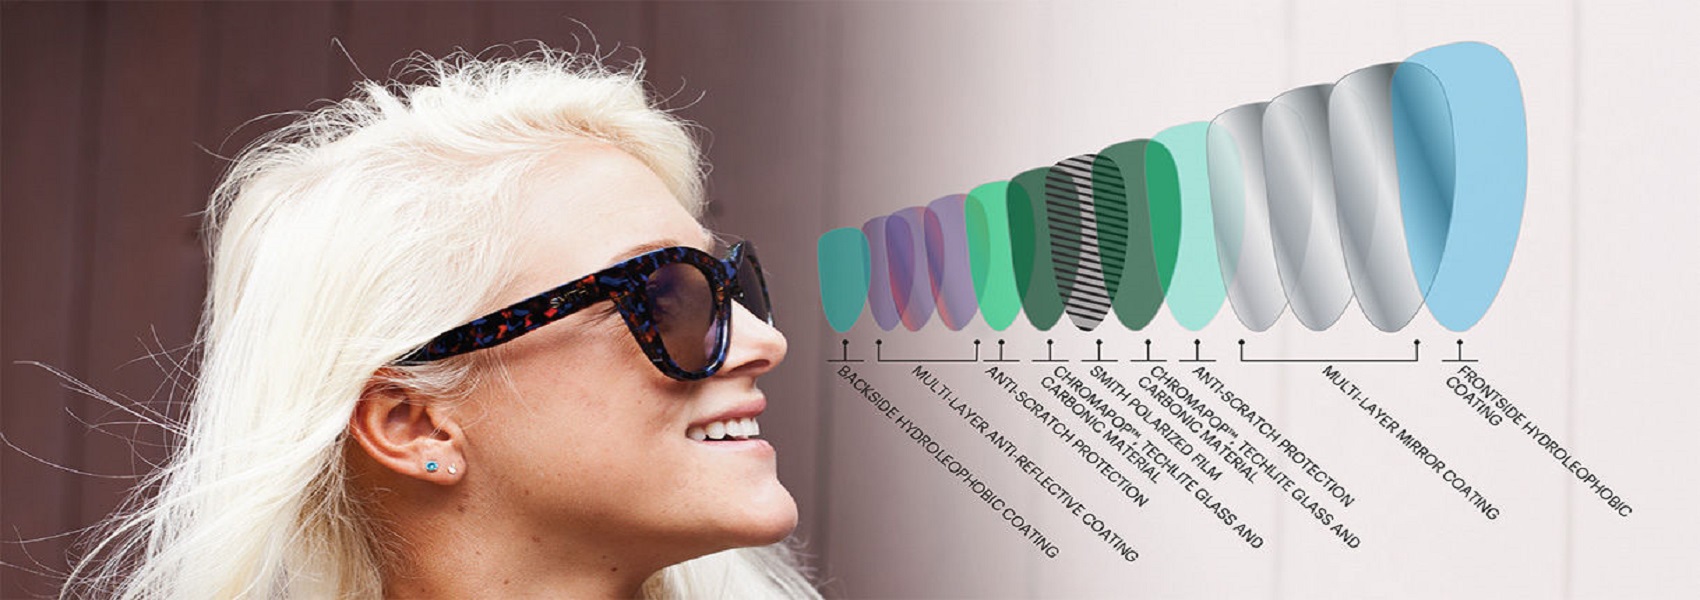 SMITH
BACKSIDE HYDROLEOPHOBIC COATING
MULTI-LAYER ANTI-REFLECTIVE COATING
ANTI-SCRATCH PROTECTION
CHROMAPOP™ TECHLITE GLASS AND
CARBONIC MATERIAL
SMITH POLARIZED FILM
CHROMAPOP™ TECHLITE GLASS AND
CARBONIC MATERIAL
ANTI-SCRATCH PROTECTION
MULTI-LAYER MIRROR COATING
FRONTSIDE HYDROLEOPHOBIC
COATING